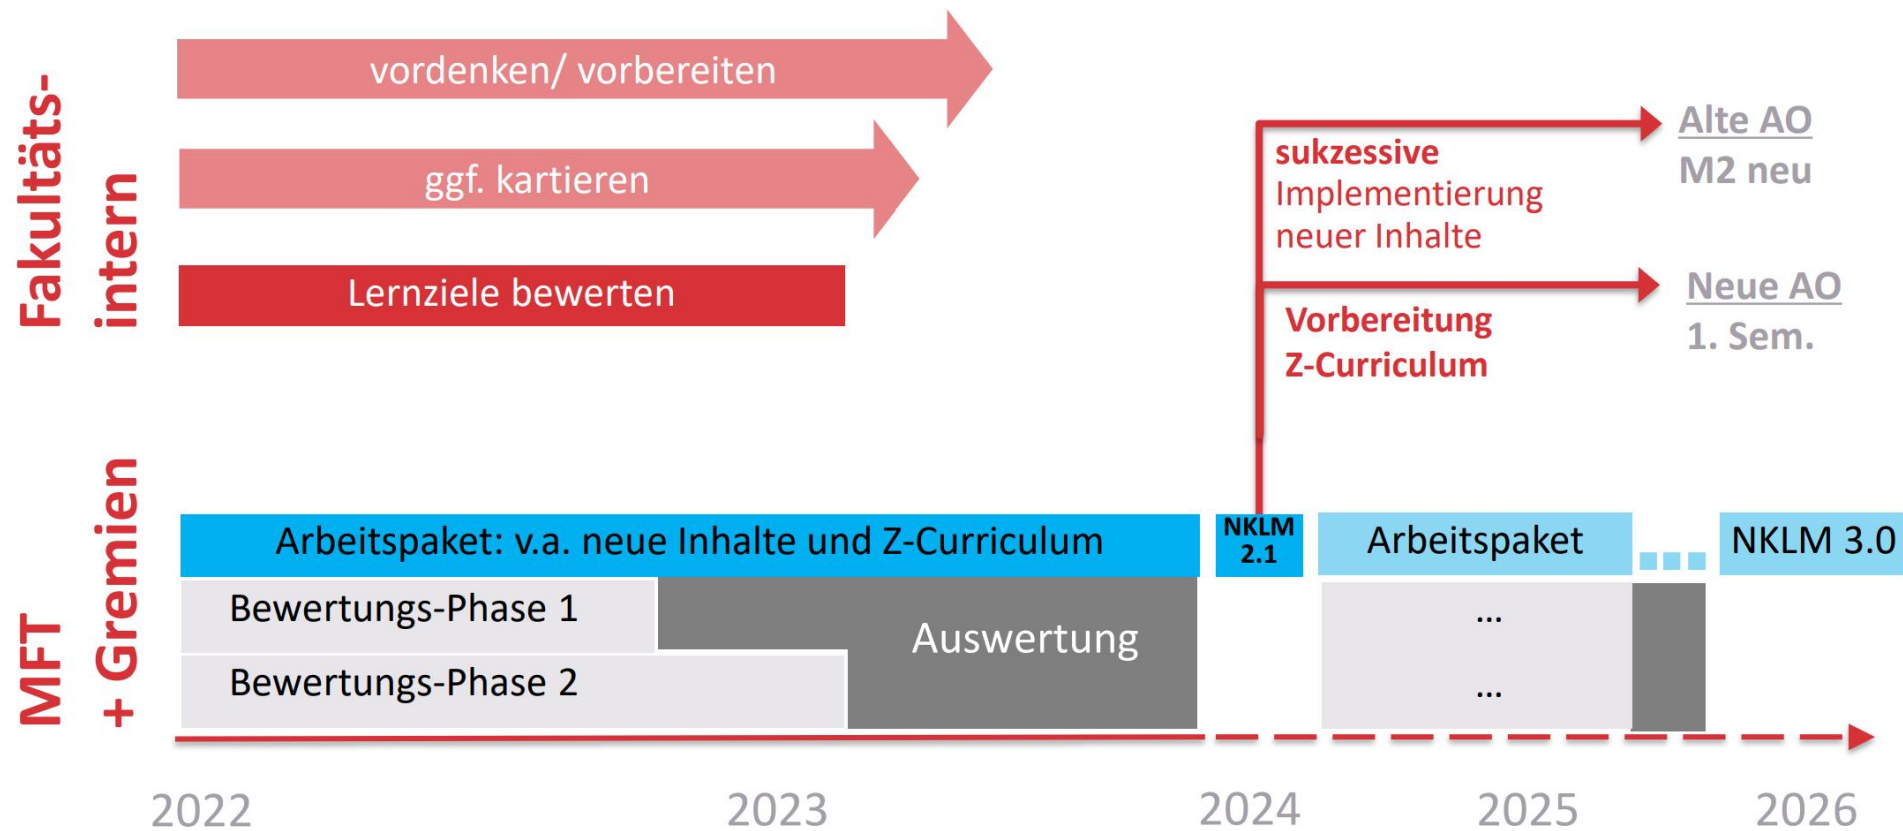 Fakultäts-
intern
vordenken/ vorbereiten
ggf. kartieren
Lernziele bewerten
sukzessive
Implementierung
neuer Inhalte
Alte AO
M2 neu
Vorbereitung
Z-Curriculum
Neue AO
1. Sem.
MFT
+ Gremien
Arbeitspaket: v.a. neue Inhalte und Z-Curriculum
NKLM
2.1
Arbeitspaket
NKLM 3.0
Bewertungs-Phase 1
Auswertung
...
Bewertungs-Phase 2
...
2022
2023
2024
2025
2026